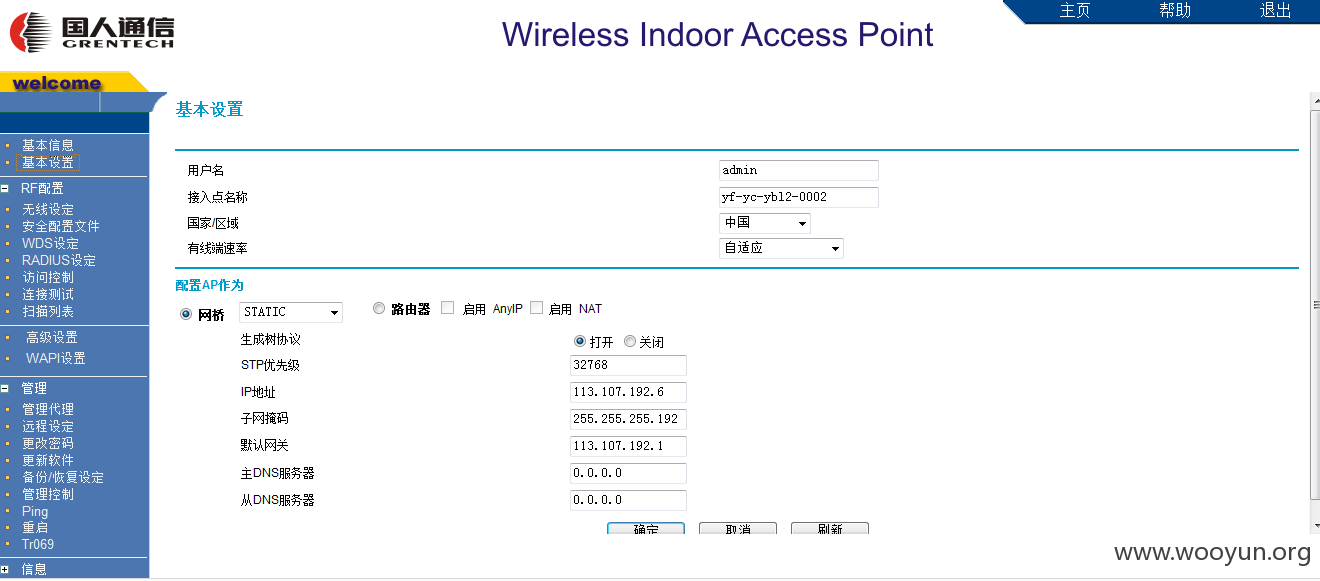 国人通信
GRENTECH
Wireless Indoor Access Point
主页 帮助 退出
welcome
基本信息
基本设置
RF配置
无线设定
安全配置文件
WDS设定
RADIUS设定
访问控制
连接测试
扫描列表
高级设置
WAPI设置
管理
管理代理
远程设定
更改密码
更新软件
备份/恢复设定
管理控制
Ping
重启
Tr069
信息
基本设置
用户名 admin
接入点名称 yf-yc-ybl2-0002
国家/区域 中国
有线端速率 自适应
配置AP作为
网桥 STATIC 路由器 启用 AnyIP 启用 NAT
生成树协议 打开 关闭
STP优先级 32768
IP地址 113.107.192.6
子网掩码 255.255.255.192
默认网关 113.107.192.1
主DNS服务器 0.0.0.0
从DNS服务器 0.0.0.0
确定 取消 刷新
www.wooyun.org